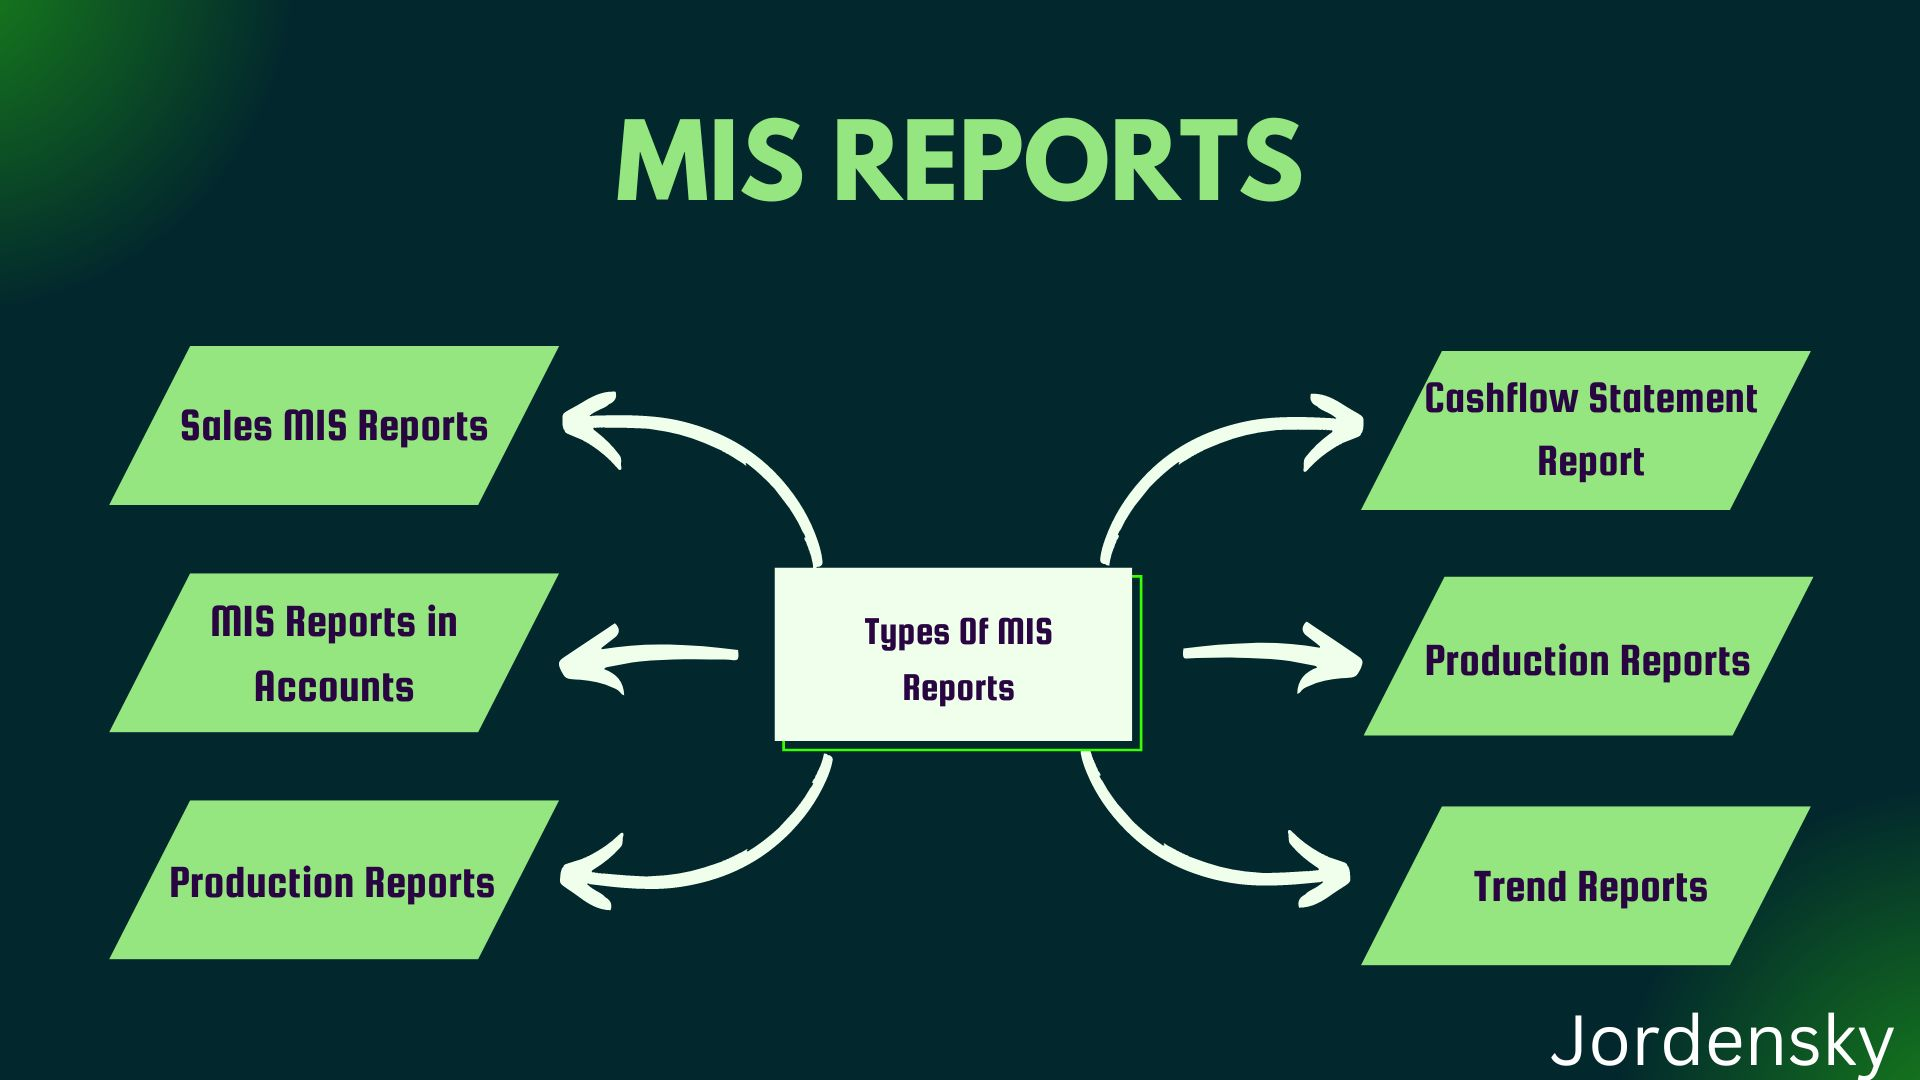 MIS REPORTS
Sales MIS Reports
MIS Reports in
Accounts
Production Reports
Types Of MIS
Reports
Cashflow Statement
Report
Production Reports
Trend Reports
Jordensky